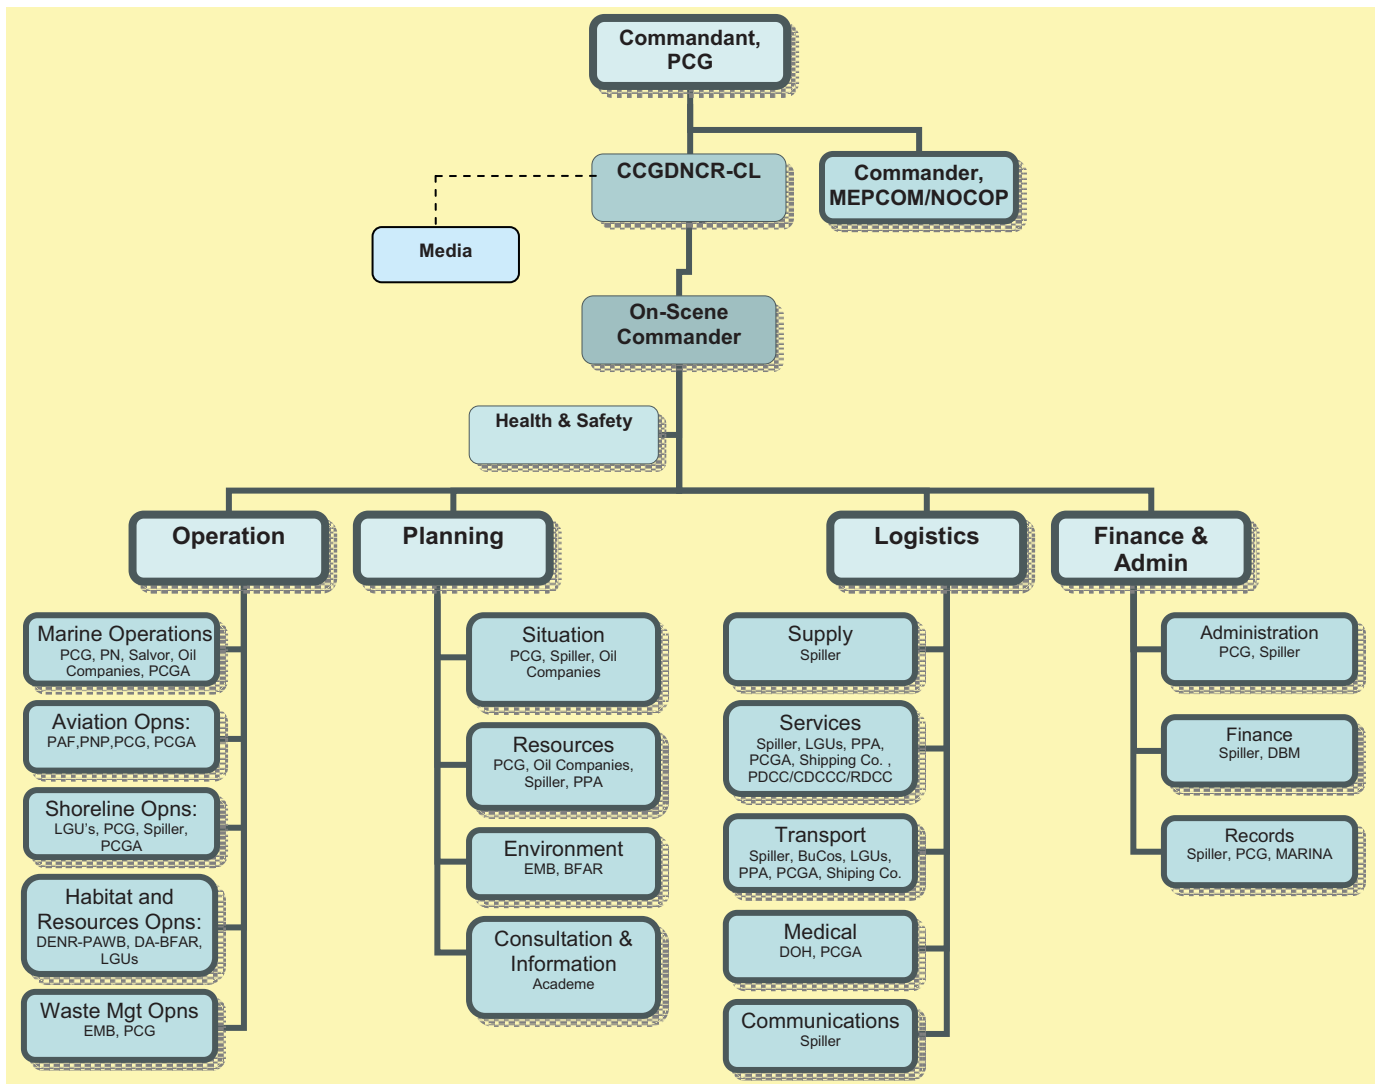 Commandant,
PCG
CCGDNCR-CL
Commander,
MEPCOM/NOCOP
Media
On-Scene
Commander
Health & Safety
Operation
Planning
Logistics
Finance &
Admin
Marine Operations
PCG, PN, Salvor, Oil
Companies, PCGA
Aviation Opns:
PAF,PNP,PCG, PCGA
Shoreline Opns:
LGU's, PCG, Spiller,
PCGA
Habitat and
Resources Opns:
DENR-PAWB, DA-BFAR,
LGUs
Waste Mgt Opns
EMB, PCG
Situation
PCG, Spiller, Oil
Companies
Resources
PCG, Oil Companies,
Spiller, PPA
Environment
EMB, BFAR
Consultation &
Information
Academe
Supply
Spiller
Services
Spiller, LGUs, PPA,
PCGA, Shipping Co. ,
PDCC/CDCCC/RDCC
Transport
Spiller, BuCos, LGUs,
PPA, PCGA, Shiping Co.
Medical
DOH, PCGA
Communications
Spiller
Administration
PCG, Spiller
Finance
Spiller, DBM
Records
Spiller, PCG, MARINA